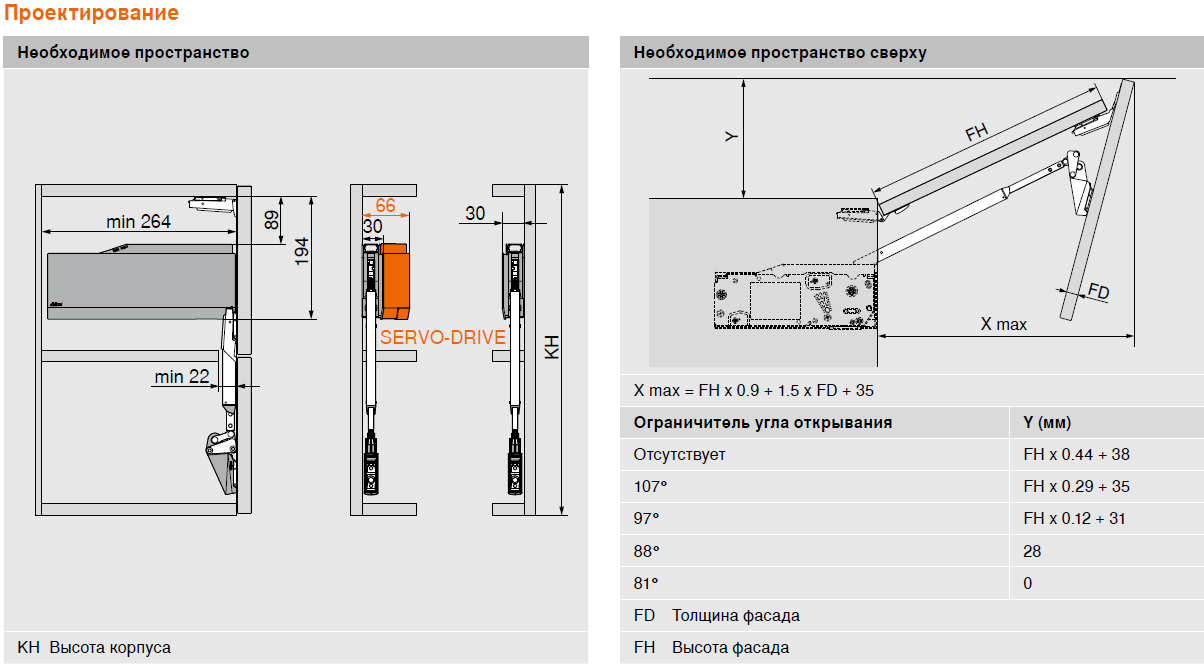 Проектирование
Необходимое пространство
min 264
89
194
66
30
30
SERVO-DRIVE
KH
min 22
KH Высота корпуса
Необходимое пространство сверху
Y
FH
FD
X max
X max = FH x 0.9 + 1.5 x FD + 35
Ограничитель угла открывания Y (мм)
Отсутствует FH x 0.44 + 38
107° FH x 0.29 + 35
97° FH x 0.12 + 31
88° 28
81° 0
FD Толщина фасада
FH Высота фасада